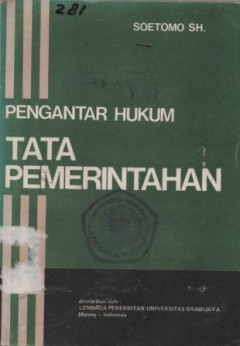 281
SOETOMO SH.
PENGANTAR HUKUM
TATA
PEMERINTAHAN
diterbitkan oleh :
LEMBAGA PENERBITAN UNIVERSITAS BRAWIJAYA
Malang – Indonesia